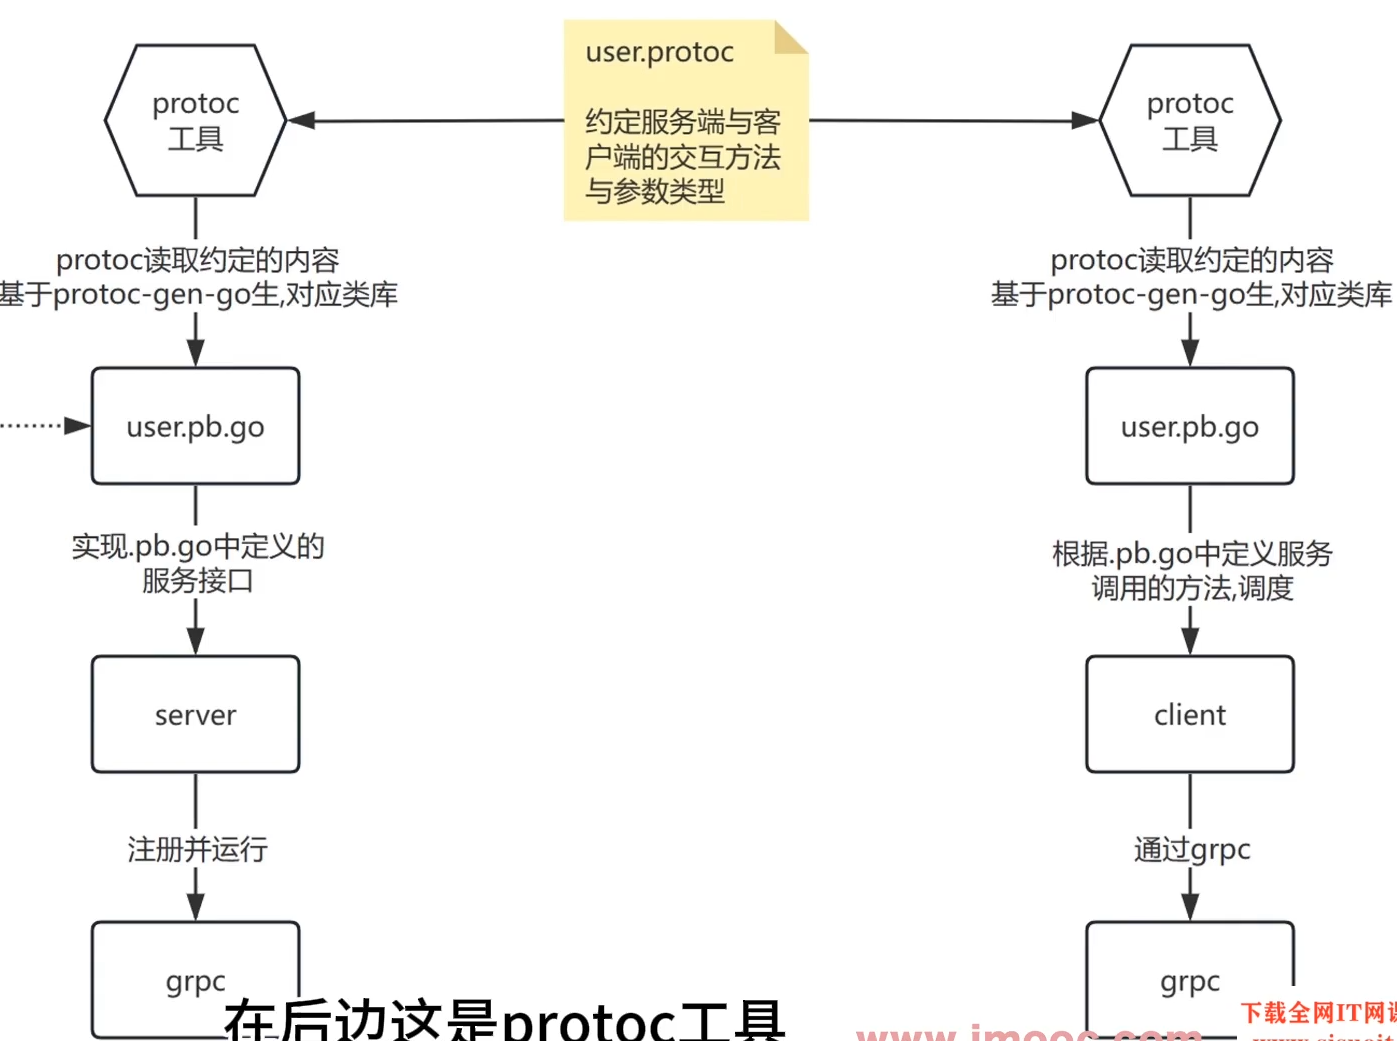 user.protoc
约定服务端与客
户端的交互方法
与参数类型
protoc
工具
protoc读取约定的内容
基于protoc-gen-go生,对应类库
user.pb.go
实现.pb.go中定义的
服务接口
server
注册并运行
grpc
protoc
工具
protoc读取约定的内容
基于protoc-gen-go生,对应类库
user.pb.go
根据.pb.go中定义服务
调用的方法,调度
client
通过grpc
grpc
在后边这是protoc工具
www.imooc.com
下载全网IT网课